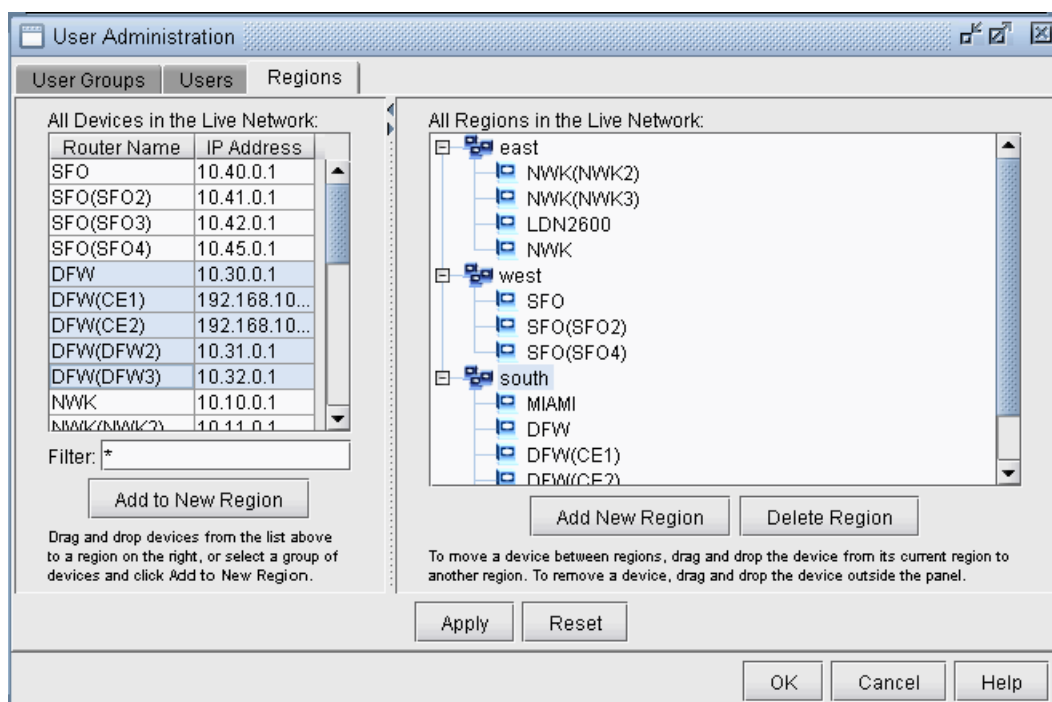 User Administration
User Groups
Users
Regions
All Devices in the Live Network:
Router Name IP Address
SFO 10.40.0.1
SFO(SFO2) 10.41.0.1
SFO(SFO3) 10.42.0.1
SFO(SFO4) 10.45.0.1
DFW 10.30.0.1
DFW(CE1) 192.168.10...
DFW(CE2) 192.168.10...
DFW(DFW2) 10.31.0.1
DFW(DFW3) 10.32.0.1
NWK 10.10.0.1
NWK(NWK2) 10.11.0.1
Filter: *
Add to New Region
Drag and drop devices from the list above
to a region on the right, or select a group of
devices and click Add to New Region.
All Regions in the Live Network:
east
NWK(NWK2)
NWK(NWK3)
LDN2600
NWK
west
SFO
SFO(SFO2)
SFO(SFO4)
south
MIAMI
DFW
DFW(CE1)
DFW(CE2)
Add New Region
Delete Region
To move a device between regions, drag and drop the device from its current region to
another region. To remove a device, drag and drop the device outside the panel.
Apply
Reset
OK
Cancel
Help